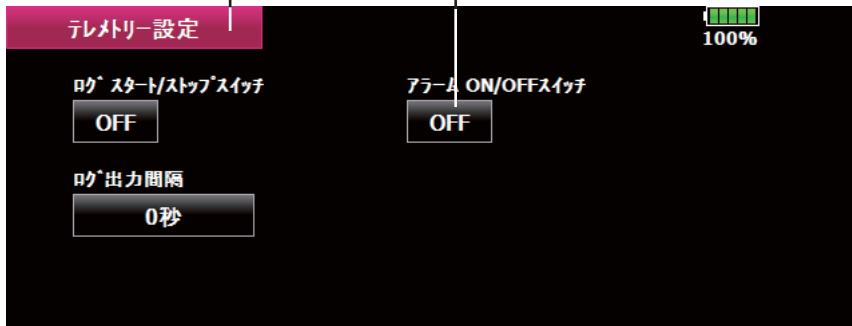 ﾃﾚﾒﾄﾘｰ設定
100%
ﾛｸﾞ ｽﾀｰﾄ/ｽﾄｯﾌﾟｽｲｯﾁ
アラーム ON/OFFｽｲｯﾁ
OFF
OFF
ﾛｸﾞ出力間隔
0秒